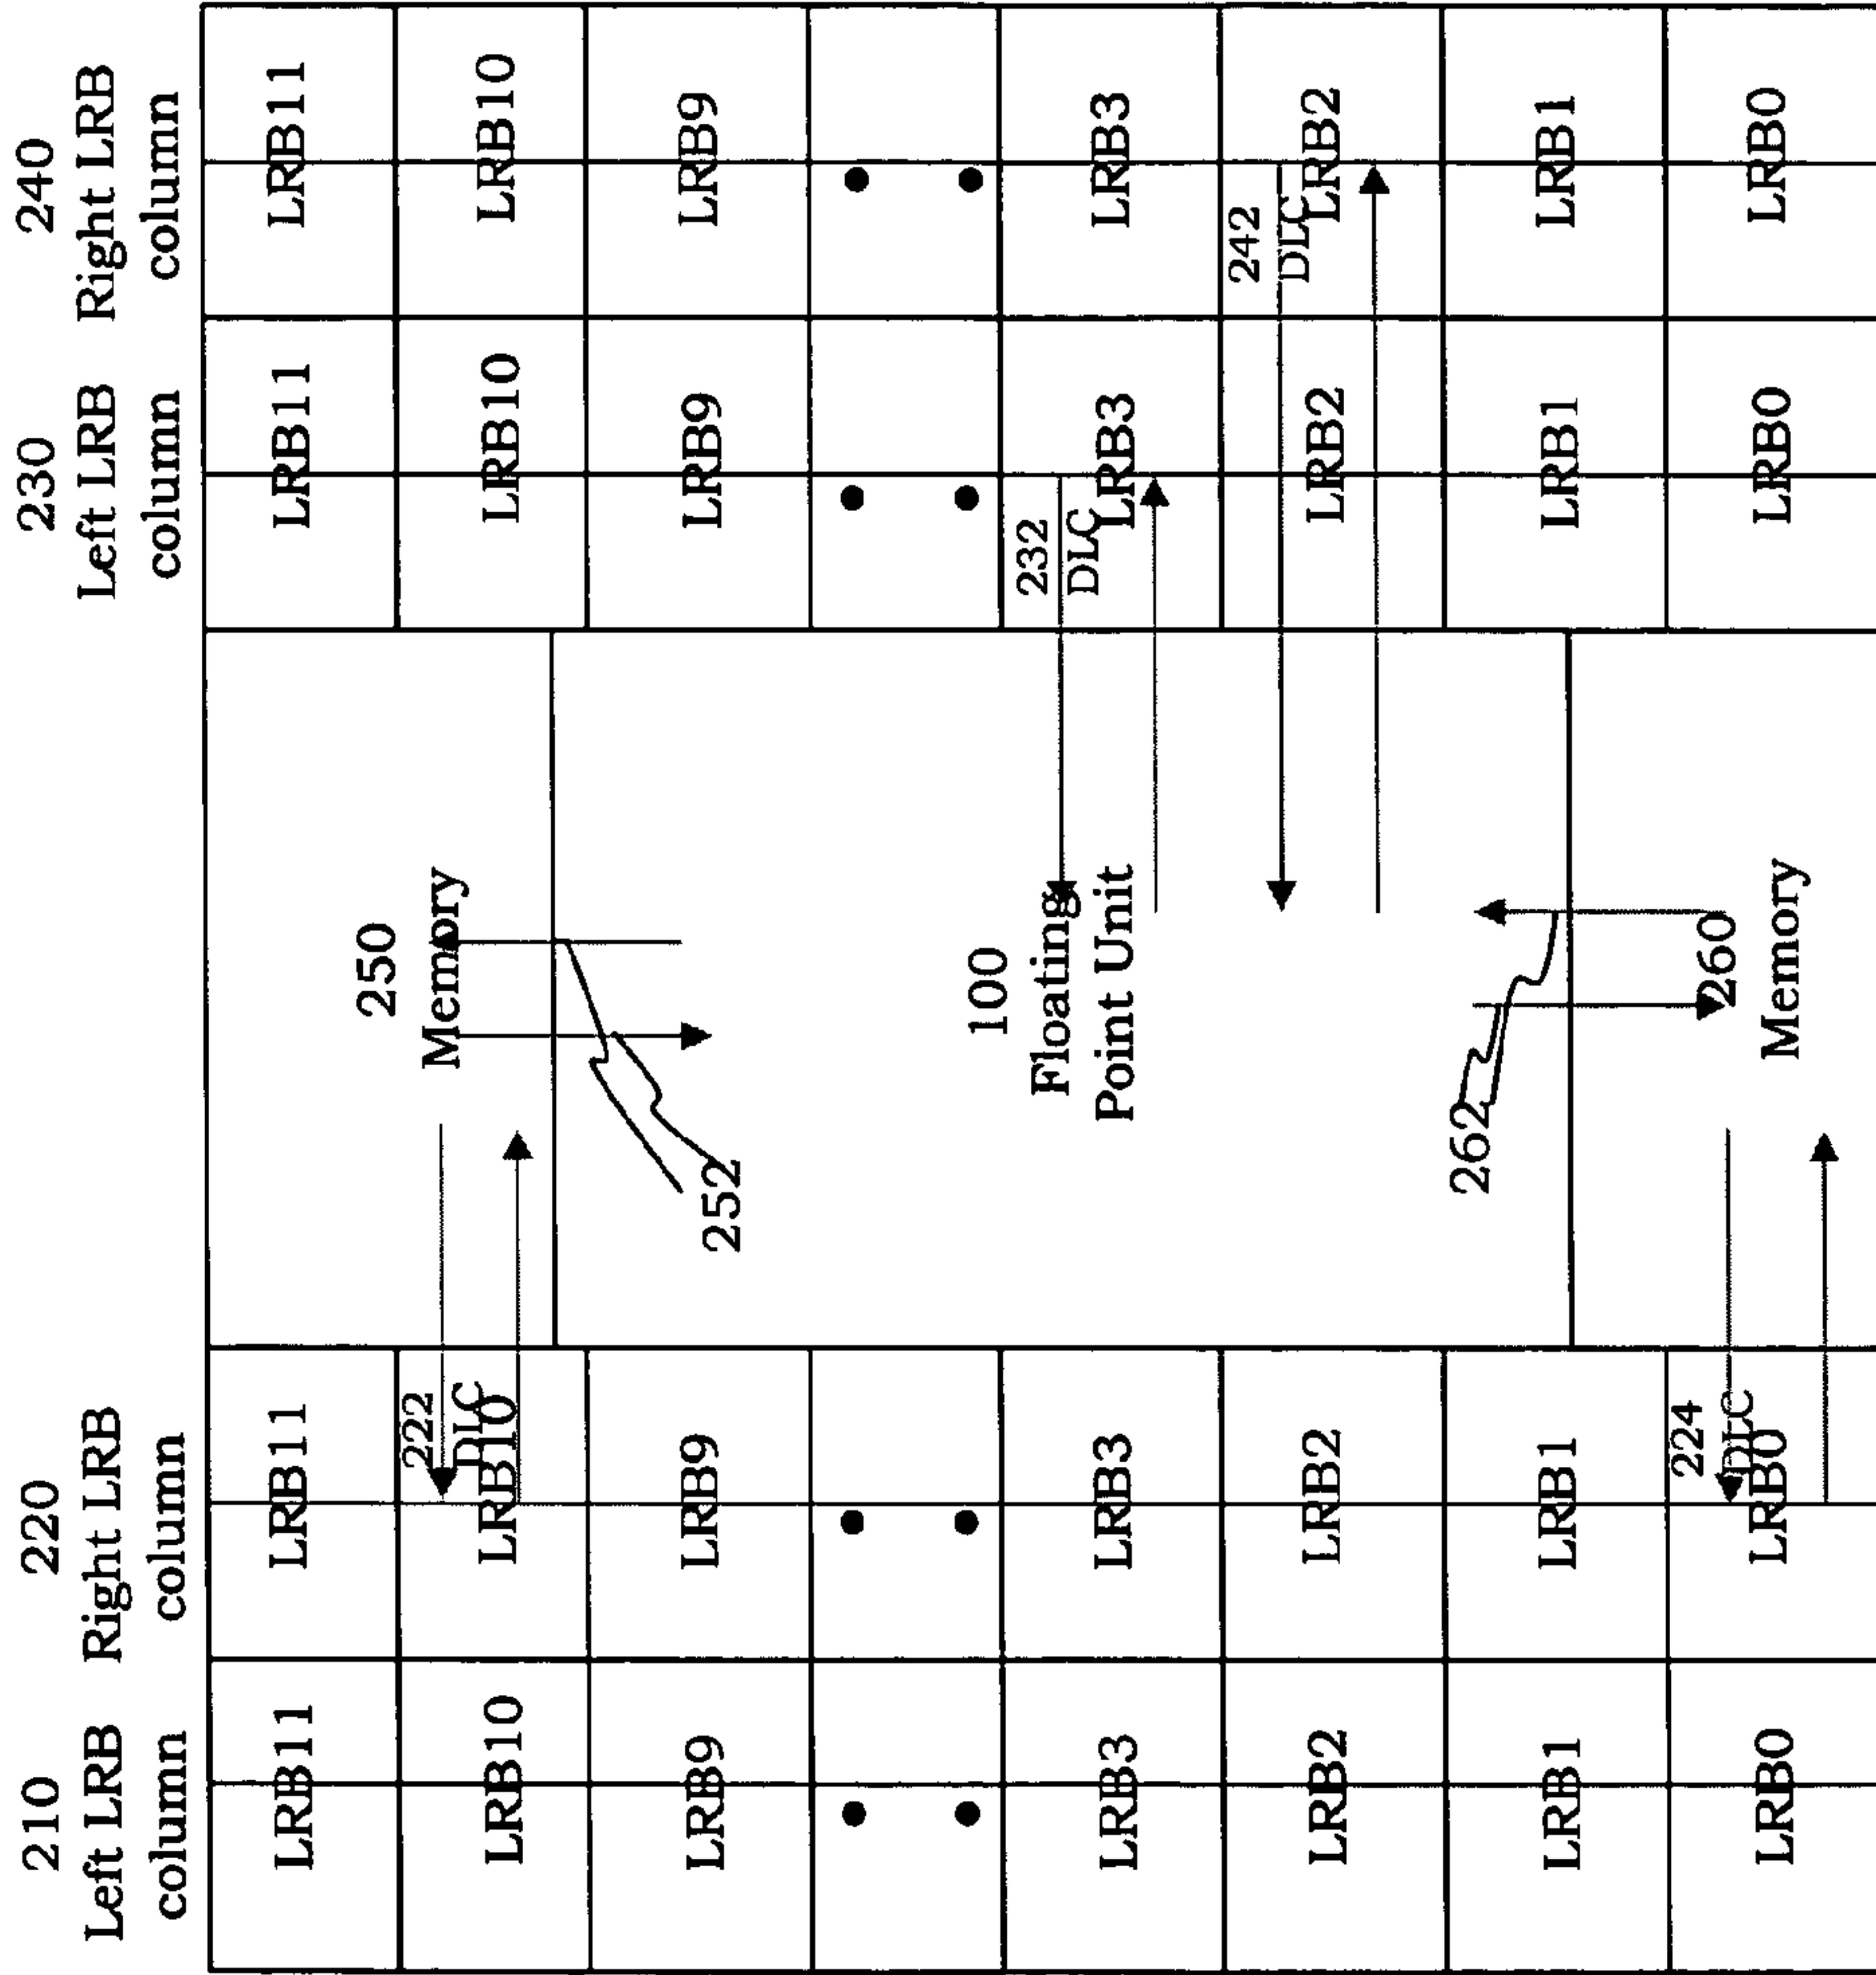 210
Left LRB
column
220
Right LRB
column
230
Left LRB
column
240
Right LRB
column
LRB11
LRB11
LRB11
LRB11
250
Memory
222
DLC
LRB10
LRB10
LRB10
LRB10
LRB9
LRB9
LRB9
LRB9
252
100
Floating
Point Unit
232
DLC
LRB3
LRB3
LRB3
LRB3
242
DLC
LRB2
LRB2
LRB2
LRB2
262
LRB1
LRB1
LRB1
LRB1
224
DLC
260
Memory
LRB0
LRB0
LRB0
LRB0